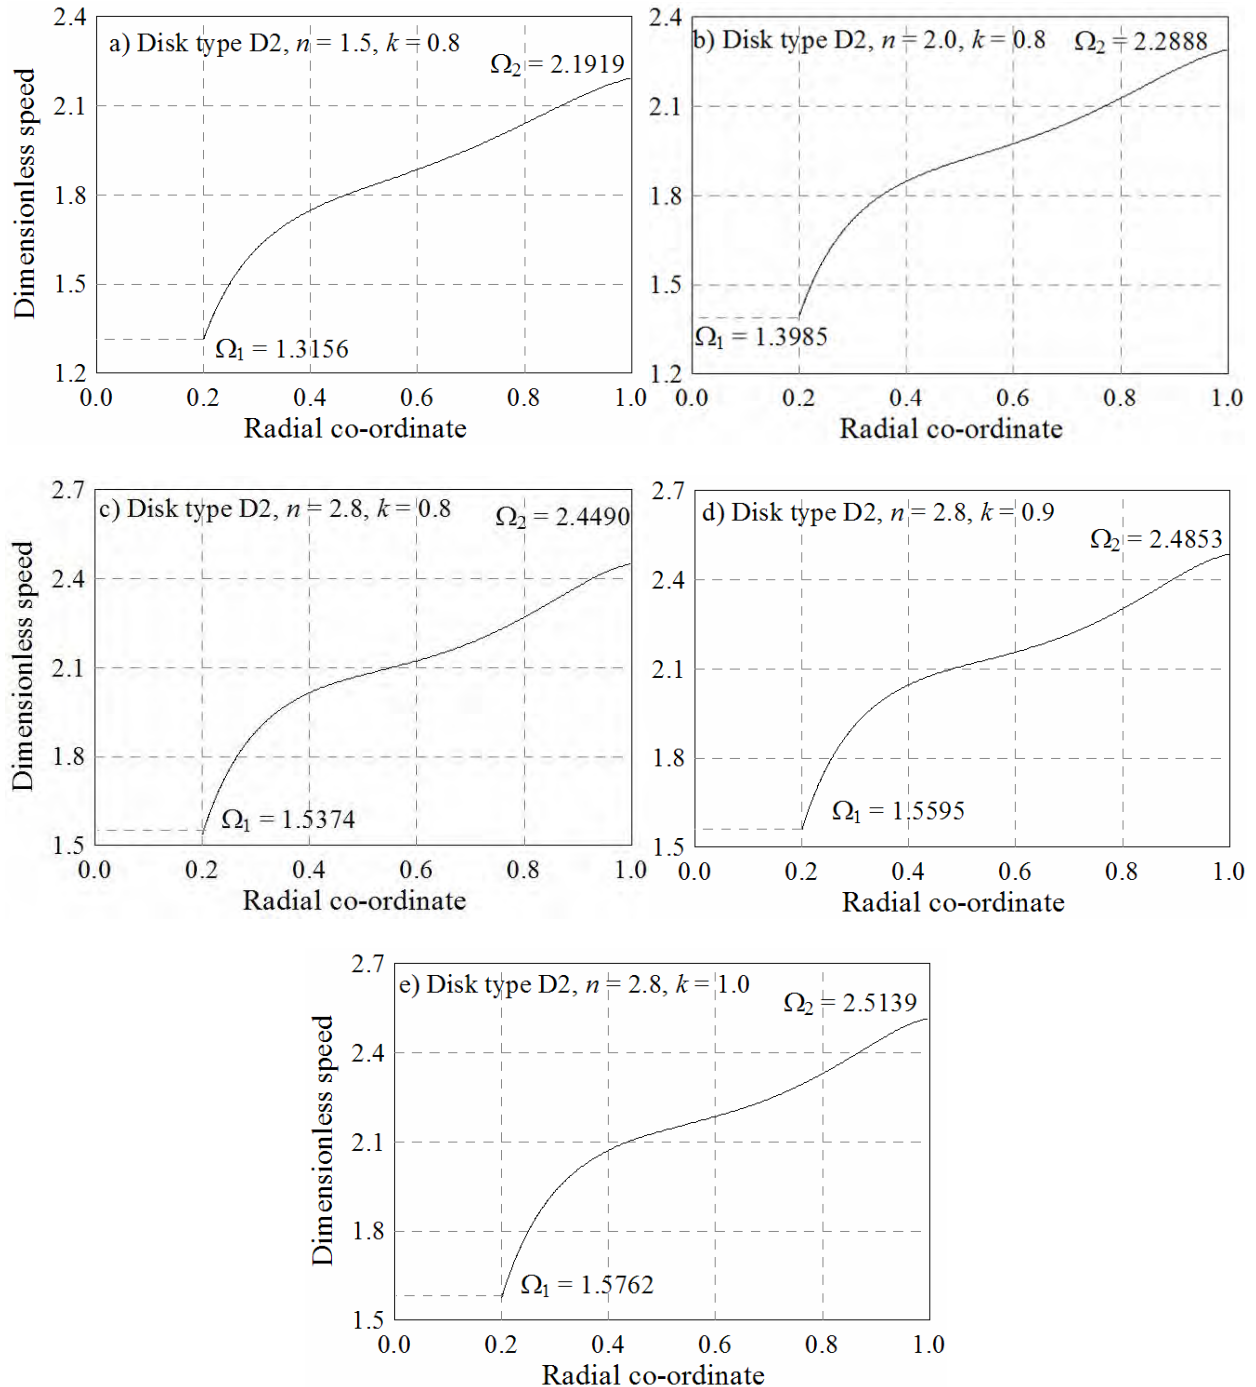 a) Disk type D2, n = 1.5, k = 0.8
Ω2 = 2.1919
Ω1 = 1.3156
2.4
2.1
1.8
1.5
1.2
0.0 0.2 0.4 0.6 0.8 1.0
Dimensionless speed
Radial co-ordinate
b) Disk type D2, n = 2.0, k = 0.8
Ω2 = 2.2888
Ω1 = 1.3985
2.4
2.1
1.8
1.5
1.2
0.0 0.2 0.4 0.6 0.8 1.0
Radial co-ordinate
c) Disk type D2, n = 2.8, k = 0.8
Ω2 = 2.4490
Ω1 = 1.5374
2.7
2.4
2.1
1.8
1.5
0.0 0.2 0.4 0.6 0.8 1.0
Dimensionless speed
Radial co-ordinate
d) Disk type D2, n = 2.8, k = 0.9
Ω2 = 2.4853
Ω1 = 1.5595
2.7
2.4
2.1
1.8
1.5
0.0 0.2 0.4 0.6 0.8 1.0
Radial co-ordinate
e) Disk type D2, n = 2.8, k = 1.0
Ω2 = 2.5139
Ω1 = 1.5762
2.7
2.4
2.1
1.8
1.5
0.0 0.2 0.4 0.6 0.8 1.0
Dimensionless speed
Radial co-ordinate